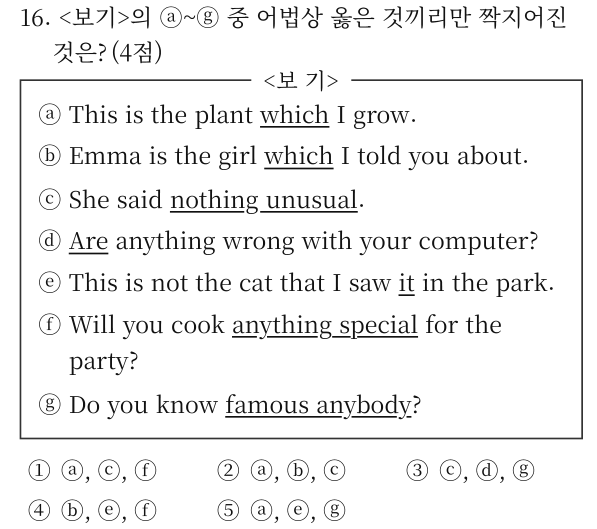 16. <보기>의 ⓐ~ⓖ 중 어법상 옳은 것끼리만 짝지어진
것은? (4점)
<보 기>
ⓐ This is the plant which I grow.
ⓑ Emma is the girl which I told you about.
ⓒ She said nothing unusual.
ⓓ Are anything wrong with your computer?
ⓔ This is not the cat that I saw it in the park.
ⓕ Will you cook anything special for the
party?
ⓖ Do you know famous anybody?
① ⓐ, ⓒ, ⓕ ② ⓐ, ⓑ, ⓒ ③ ⓒ, ⓓ, ⓖ
④ ⓑ, ⓔ, ⓕ ⑤ ⓐ, ⓔ, ⓖ